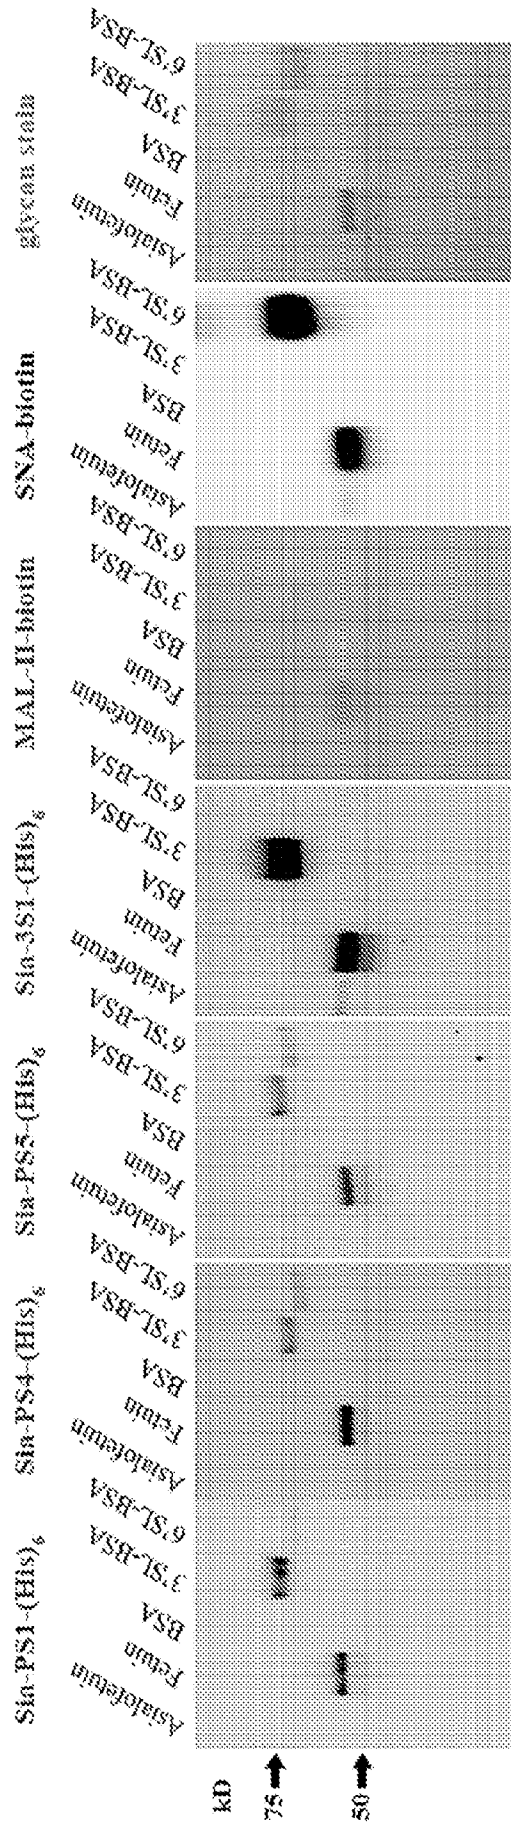 Sia-PS1-(His)6 Sia-PS4-(His)6 Sia-PS5-(His)6 Sia-3S1-(His)6 MAL-II-biotin SNA-biotin glycan stain
Asialofetuin Fetuin BSA 3'SL-BSA 6'SL-BSA Asialofetuin Fetuin BSA 3'SL-BSA 6'SL-BSA Asialofetuin Fetuin BSA 3'SL-BSA 6'SL-BSA Asialofetuin Fetuin BSA 3'SL-BSA 6'SL-BSA Asialofetuin Fetuin BSA 3'SL-BSA 6'SL-BSA Asialofetuin Fetuin BSA 3'SL-BSA 6'SL-BSA Asialofetuin Fetuin BSA 3'SL-BSA 6'SL-BSA
kD
75
50